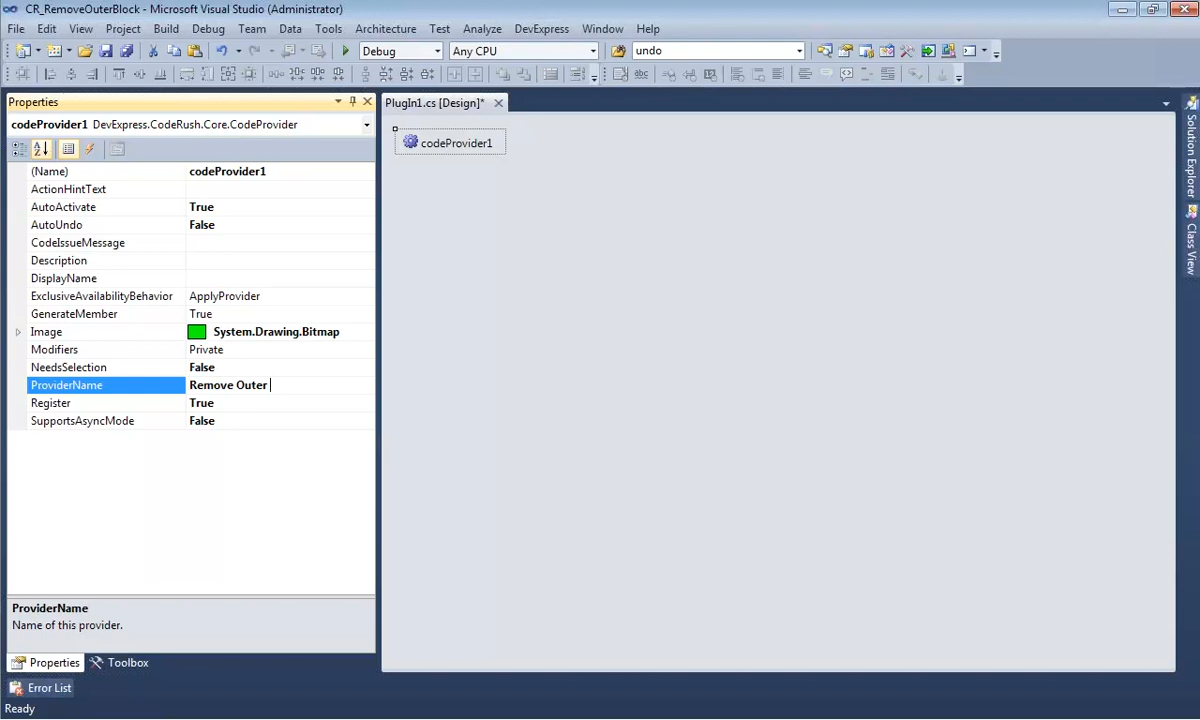 CR_RemoveOuterBlock - Microsoft Visual Studio (Administrator)
File Edit View Project Build Debug Team Data Tools Architecture Test Analyze DevExpress Window Help
Debug Any CPU undo
Properties
codeProvider1 DevExpress.CodeRush.Core.CodeProvider
(Name) codeProvider1
ActionHintText
AutoActivate True
AutoUndo False
CodeIssueMessage
Description
DisplayName
ExclusiveAvailabilityBehavior ApplyProvider
GenerateMember True
Image System.Drawing.Bitmap
Modifiers Private
NeedsSelection False
ProviderName Remove Outer
Register True
SupportsAsyncMode False
ProviderName
Name of this provider.
Properties Toolbox
Error List
Ready
PlugIn1.cs [Design]*
codeProvider1
Solution Explorer
Class View